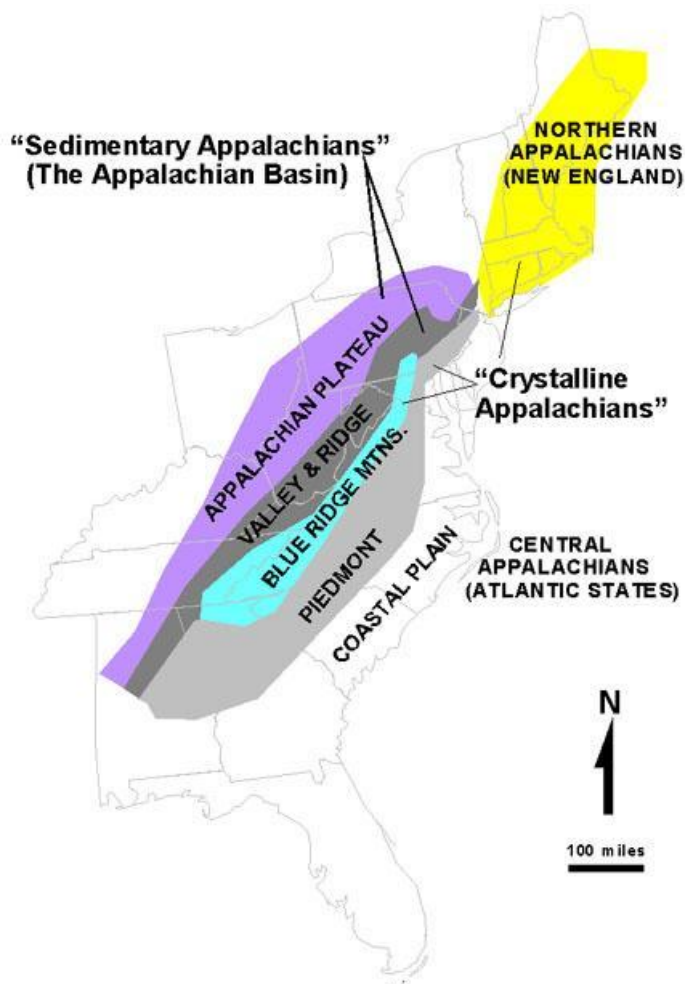 “Sedimentary Appalachians”
(The Appalachian Basin)
NORTHERN
APPALACHIANS
(NEW ENGLAND)
APPALACHIAN PLATEAU
VALLEY & RIDGE
BLUE RIDGE MTNS.
PIEDMONT
COASTAL PLAIN
“Crystalline
Appalachians”
CENTRAL
APPALACHIANS
(ATLANTIC STATES)
N
100 miles